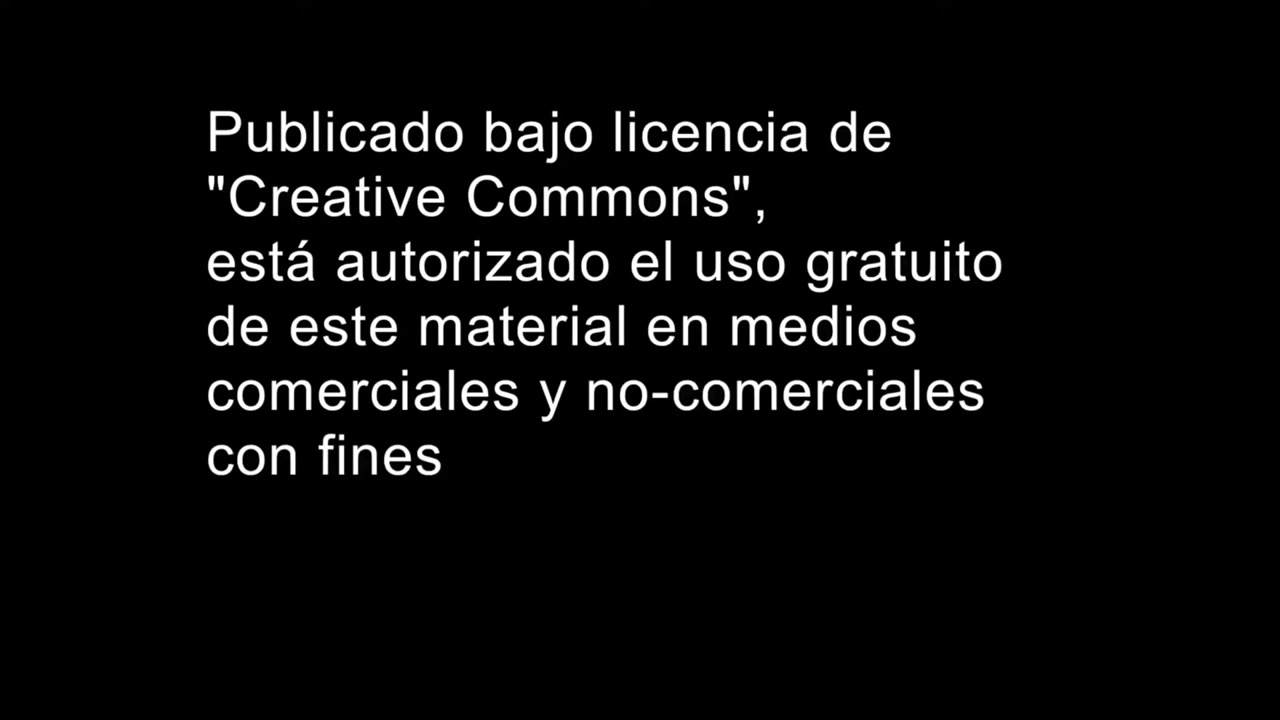 Publicado bajo licencia de
"Creative Commons",
está autorizado el uso gratuito
de este material en medios
comerciales y no-comerciales
con fines